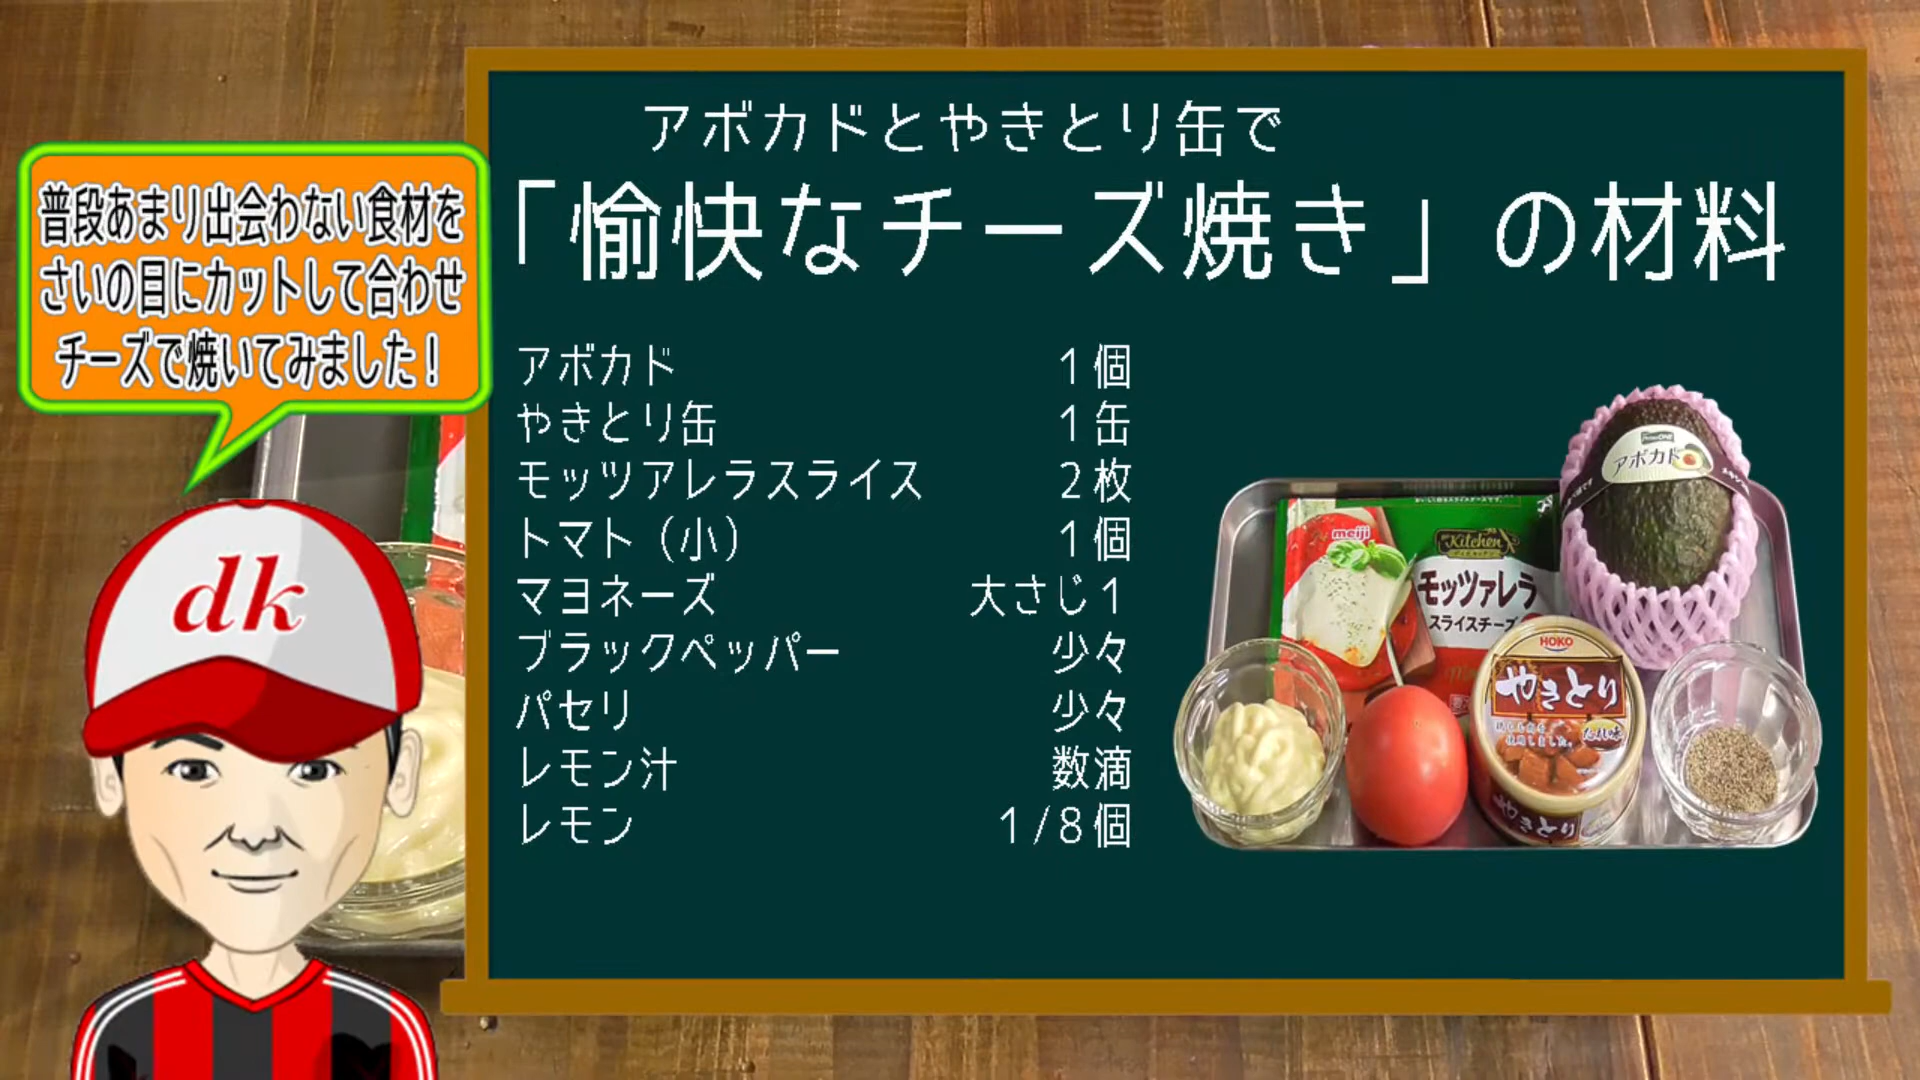 アボカドとやきとり缶で
「愉快なチーズ焼き」の材料
普段あまり出会わない食材を
さいの目にカットして合わせ
チーズで焼いてみました！
アボカド 1個
やきとり缶 1缶
モッツアレラスライス 2枚
トマト（小） 1個
マヨネーズ 大さじ1
ブラックペッパー 少々
パセリ 少々
レモン汁 数滴
レモン 1/8個
dk
アボカド
meiji
Kitchen
モッツァレラ
スライスチーズ
HOKO
やきとり
たれ味
やきとり